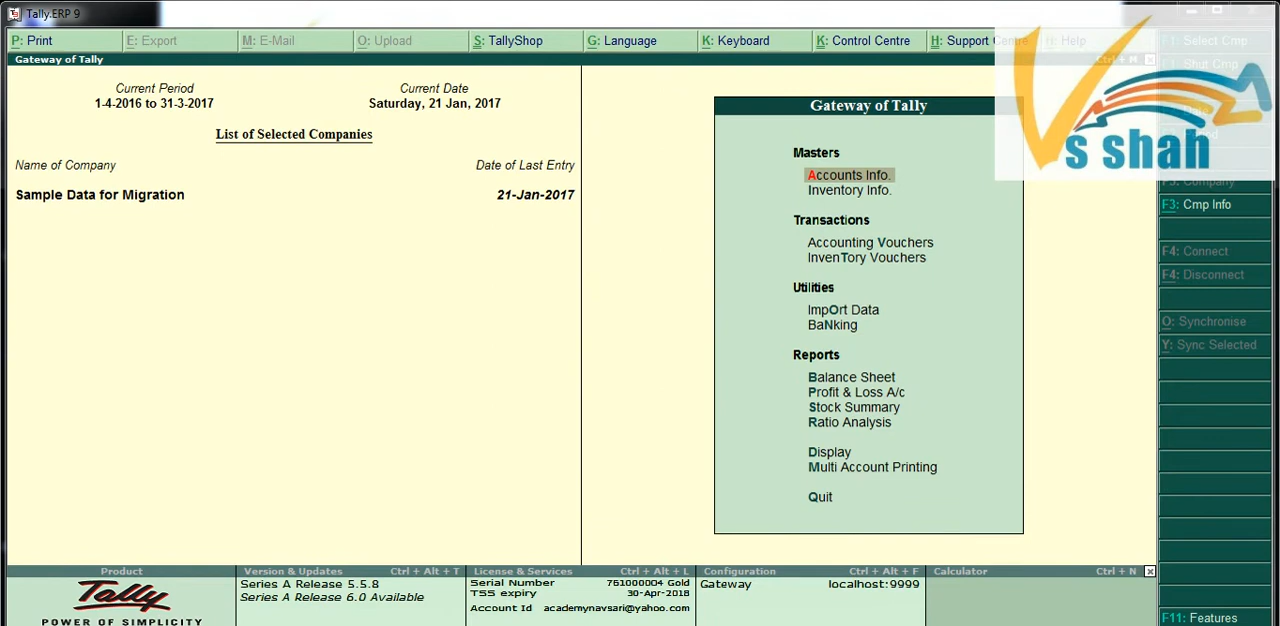 Tally.ERP 9
P: Print E: Export M: E-Mail O: Upload S: TallyShop G: Language K: Keyboard K: Control Centre H: Support Centre H: Help
F1: Select Cmp
Gateway of Tally Ctrl + M
F1: Shut Cmp
Current Period Current Date
1-4-2016 to 31-3-2017 Saturday, 21 Jan, 2017
List of Selected Companies
Name of Company Date of Last Entry
Sample Data for Migration 21-Jan-2017
Gateway of Tally
Masters
Accounts Info.
Inventory Info.
Transactions
Accounting Vouchers
InvenTory Vouchers
Utilities
ImpOrt Data
BaNking
Reports
Balance Sheet
Profit & Loss A/c
Stock Summary
Ratio Analysis
Display
Multi Account Printing
Quit
Vs shah
F3: Company
F3: Cmp Info
F4: Connect
F4: Disconnect
O: Synchronise
Y: Sync Selected
F11: Features
Product
Tally
POWER OF SIMPLICITY
Version & Updates Ctrl + Alt + T
Series A Release 5.5.8
Series A Release 6.0 Available
License & Services Ctrl + Alt + L
Serial Number 761000004 Gold
TSS expiry 30-Apr-2018
Account Id academynavsari@yahoo.com
Configuration Ctrl + Alt + F
Gateway localhost:9999
Calculator Ctrl + N